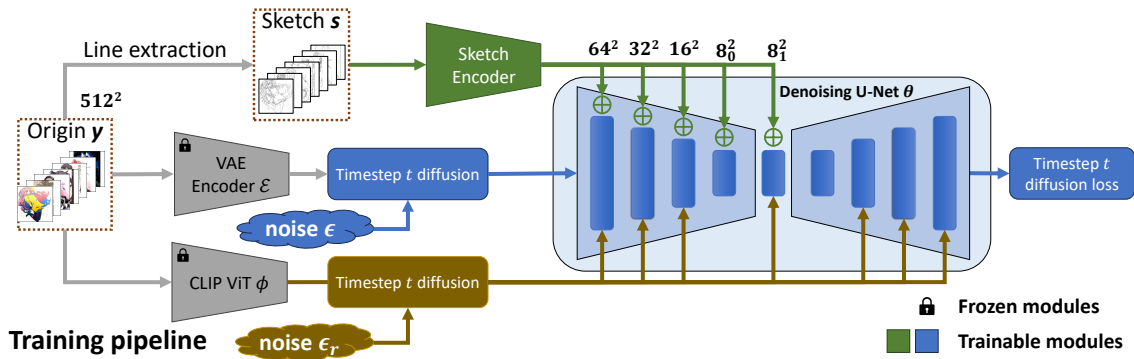 Sketch s
Line extraction
Sketch
Encoder
64² 32² 16² 8₀² 8₁²
Denoising U-Net θ
512²
Origin y
VAE
Encoder ℰ
Timestep t diffusion
Timestep t
diffusion loss
noise ϵ
CLIP ViT ϕ
Timestep t diffusion
noise ϵᵣ
Training pipeline
Frozen modules
Trainable modules